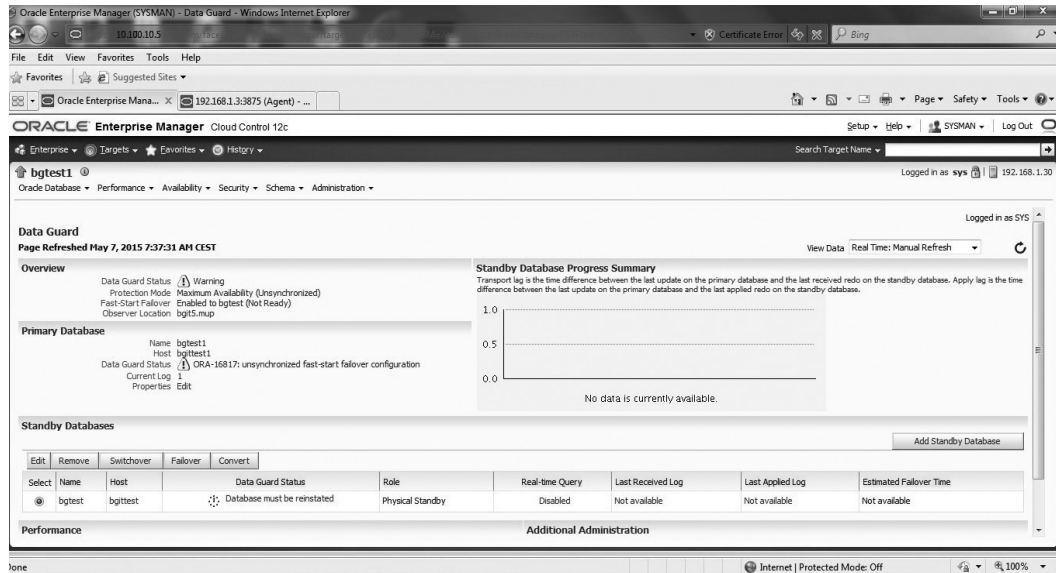 Oracle Enterprise Manager (SYSMAN) - Data Guard - Windows Internet Explorer
10.100.10.5
Certificate Error
Bing
File Edit View Favorites Tools Help
Favorites Suggested Sites
Oracle Enterprise Mana... X 192.168.1.3:3875 (Agent) - ...
Page Safety Tools
ORACLE Enterprise Manager Cloud Control 12c
Setup Help SYSMAN Log Out
Enterprise Targets Favorites History
Search Target Name
bgtest1
Logged in as sys 192.168.1.30
Oracle Database Performance Availability Security Schema Administration
Logged in as SYS
Data Guard
Page Refreshed May 7, 2015 7:37:31 AM CEST
View Data Real Time: Manual Refresh
Overview
Data Guard Status Warning
Protection Mode Maximum Availability (Unsynchronized)
Fast-Start Failover Enabled to bgtest (Not Ready)
Observer Location bgit5.mup
Primary Database
Name bgtest1
Host bgittest1
Data Guard Status ORA-16817: unsynchronized fast-start failover configuration
Current Log 1
Properties Edit
Standby Database Progress Summary
Transport lag is the time difference between the last update on the primary database and the last received redo on the standby database. Apply lag is the time
difference between the last update on the primary database and the last applied redo on the standby database.
1.0
0.5
0.0
No data is currently available.
Standby Databases
Add Standby Database
Edit Remove Switchover Failover Convert
Select Name Host Data Guard Status Role Real-time Query Last Received Log Last Applied Log Estimated Failover Time
bgtest bgittest Database must be reinstated Physical Standby Disabled Not available Not available Not available
Performance
Additional Administration
Done
Internet | Protected Mode: Off
100%